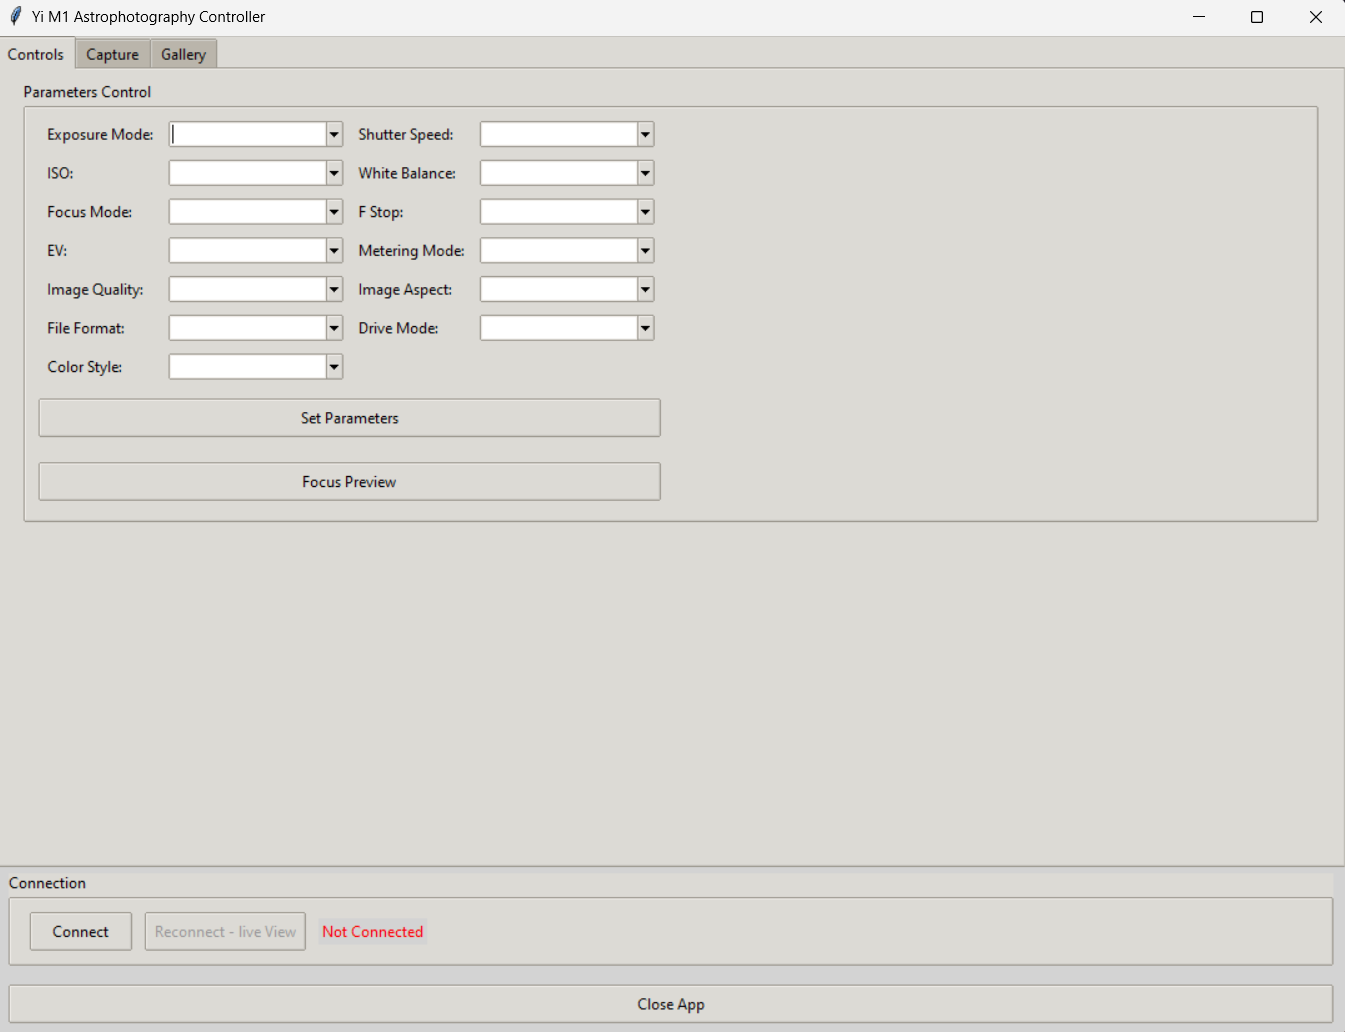 Yi M1 Astrophotography Controller
Controls Capture Gallery
Parameters Control
Exposure Mode: Shutter Speed:
ISO: White Balance:
Focus Mode: F Stop:
EV: Metering Mode:
Image Quality: Image Aspect:
File Format: Drive Mode:
Color Style:
Set Parameters
Focus Preview
Connection
Connect Reconnect - live View Not Connected
Close App